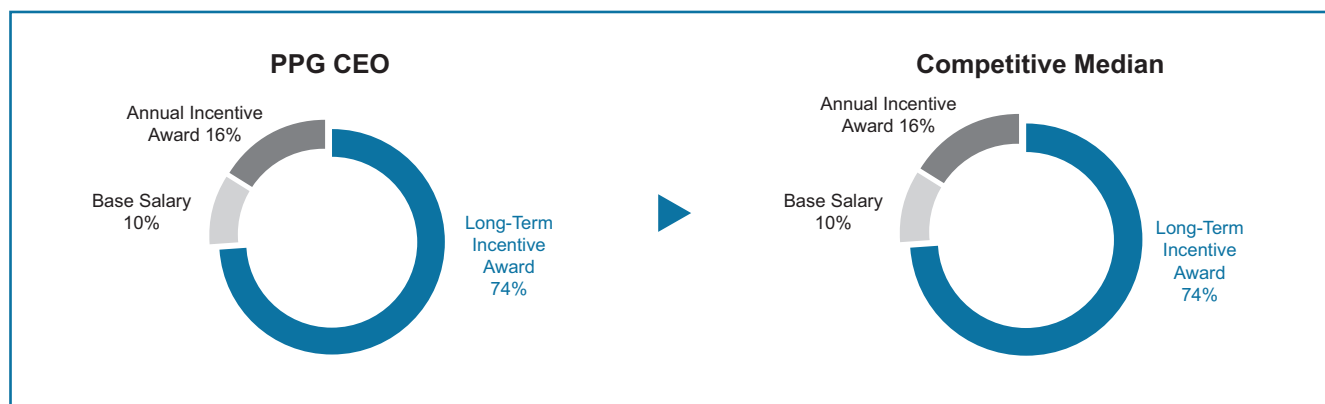 PPG CEO
Annual Incentive
Award 16%
Base Salary
10%
Long-Term
Incentive
Award
74%
Competitive Median
Annual Incentive
Award 16%
Base Salary
10%
Long-Term
Incentive
Award
74%